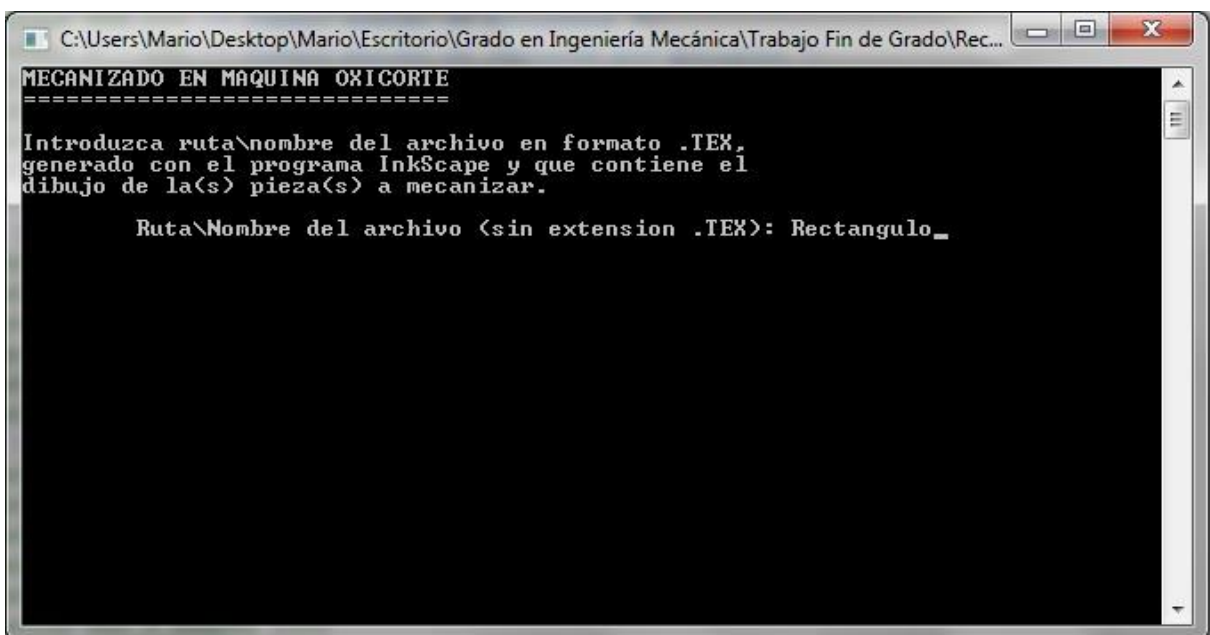 C:\Users\Mario\Desktop\Mario\Escritorio\Grado en Ingeniería Mecánica\Trabajo Fin de Grado\Rec...
MECANIZADO EN MAQUINA OXICORTE
==============================
Introduzca ruta\nombre del archivo en formato .TEX,
generado con el programa InkScape y que contiene el
dibujo de la(s) pieza(s) a mecanizar.
Ruta\Nombre del archivo (sin extension .TEX): Rectangulo_